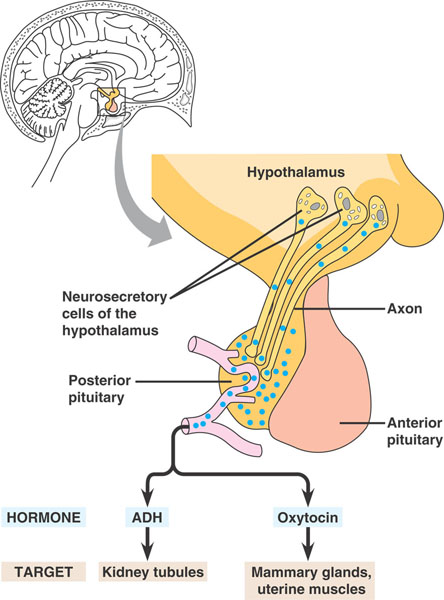 Hypothalamus
Neurosecretory
cells of the
hypothalamus
Axon
Posterior
pituitary
Anterior
pituitary
HORMONE ADH Oxytocin
TARGET Kidney tubules Mammary glands,
uterine muscles